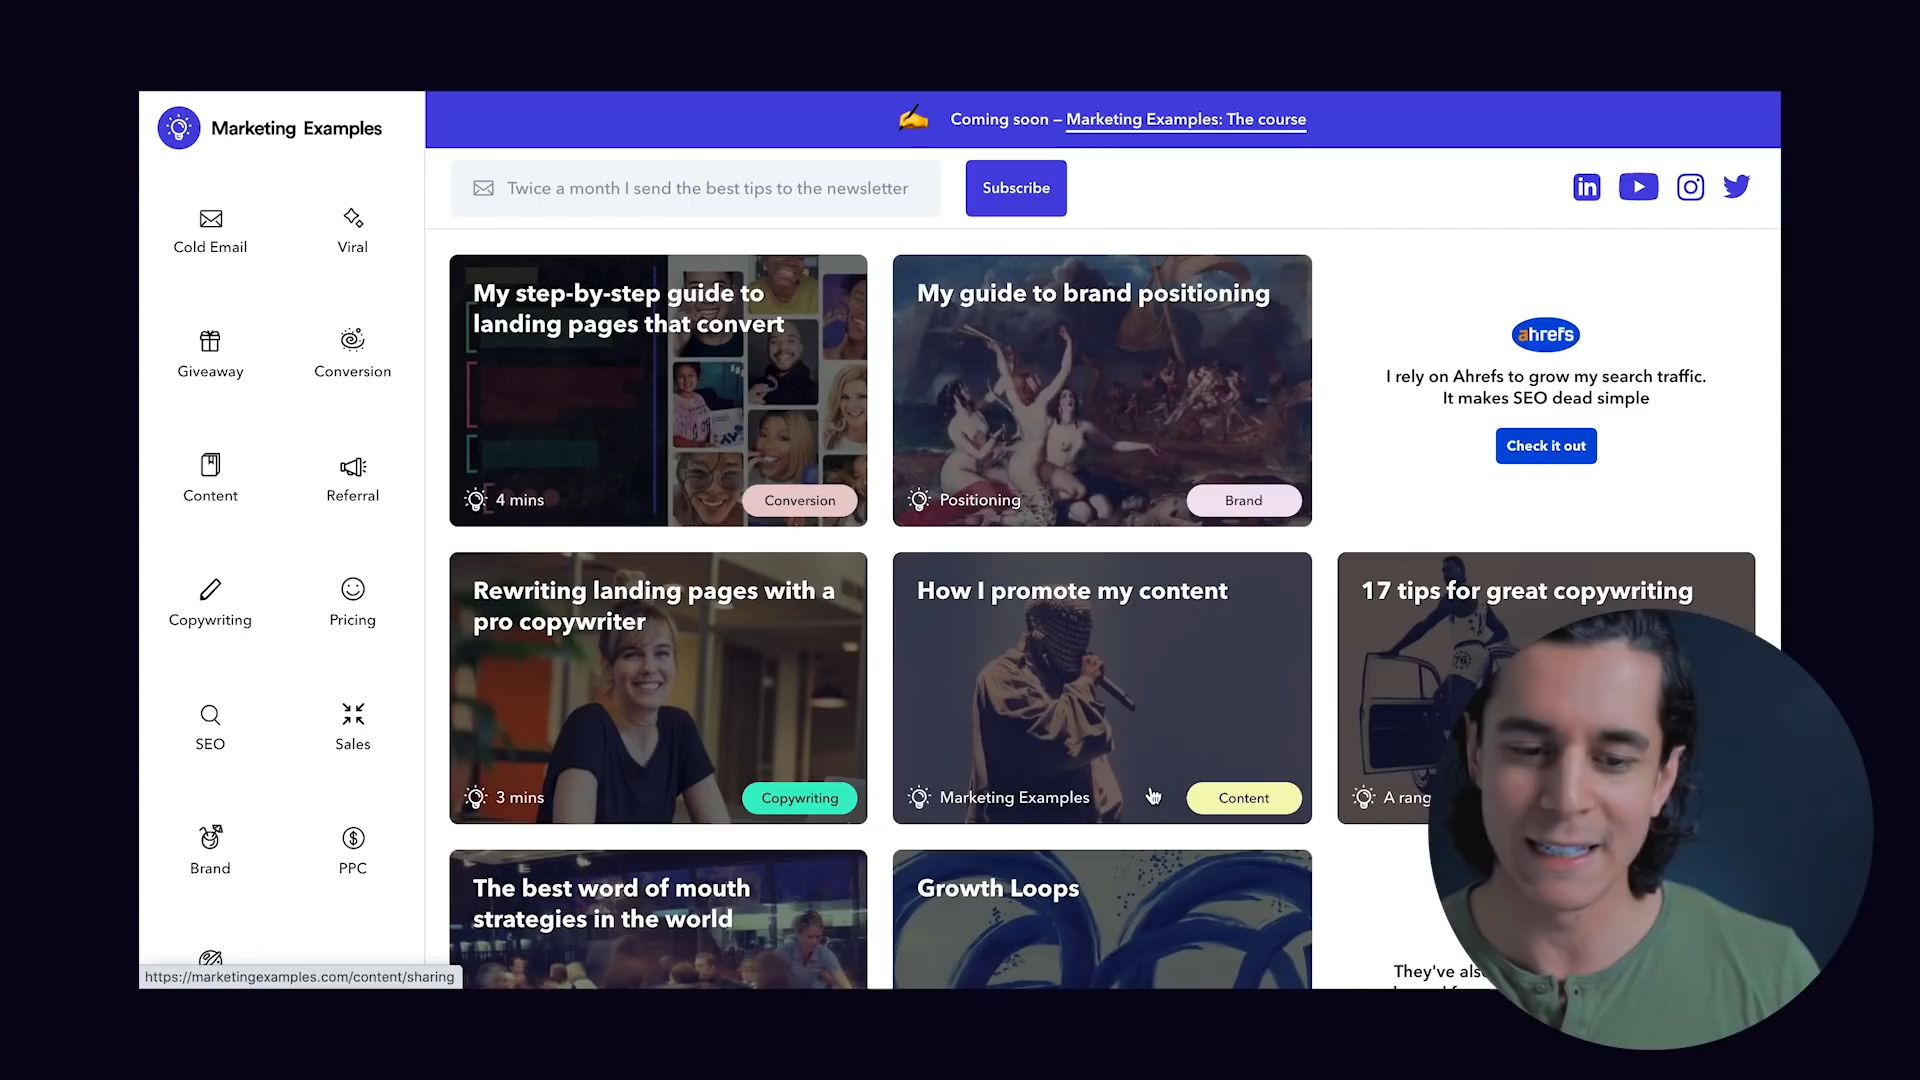 Marketing Examples
Coming soon – Marketing Examples: The course
Twice a month I send the best tips to the newsletter
Subscribe
in
Cold Email
Viral
Giveaway
Conversion
Content
Referral
Copywriting
Pricing
SEO
Sales
Brand
PPC
My step-by-step guide to
landing pages that convert
4 mins
Conversion
My guide to brand positioning
Positioning
Brand
ahrefs
I rely on Ahrefs to grow my search traffic.
It makes SEO dead simple
Check it out
Rewriting landing pages with a
pro copywriter
3 mins
Copywriting
How I promote my content
Marketing Examples
Content
17 tips for great copywriting
76
A rang
The best word of mouth
strategies in the world
Growth Loops
They've als
https://marketingexamples.com/content/sharing